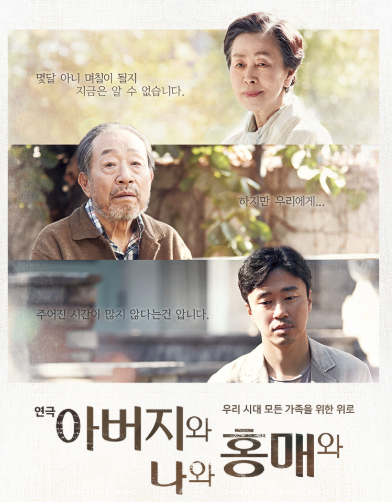 몇달 아니 며칠이 될지
지금은 알 수 없습니다.
하지만 우리에게...
주어진 시간이 많지 않다는건 압니다.
연극
우리 시대 모든 가족을 위한 위로
아버지와
나와 홍매와